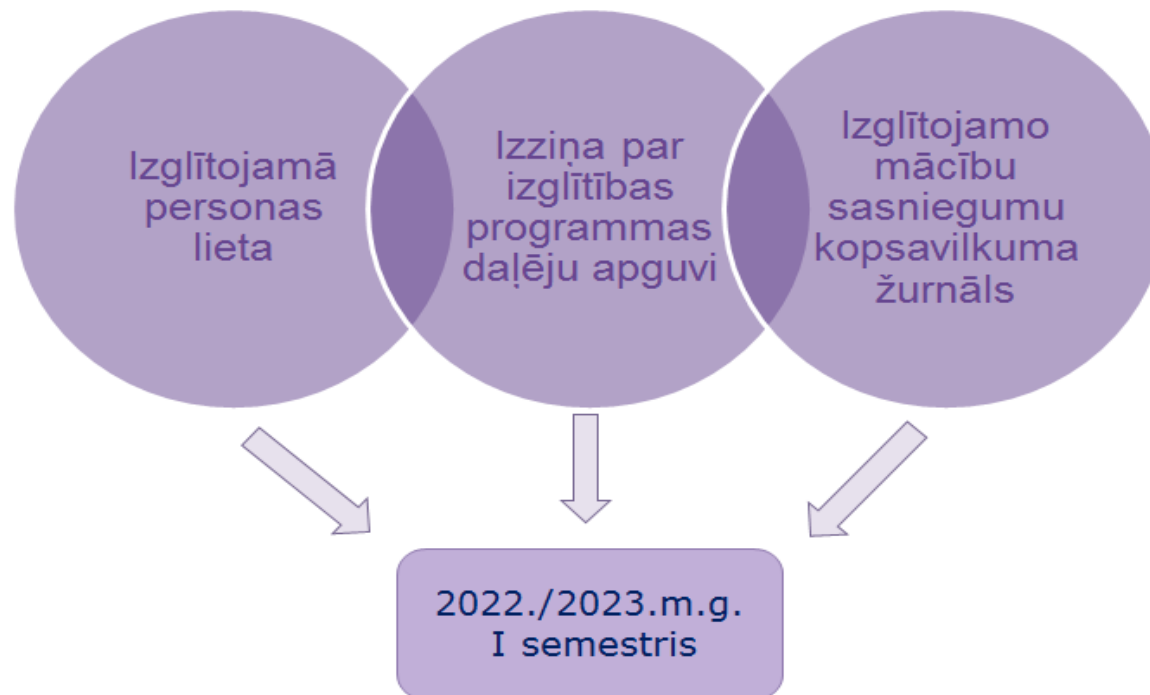 Izglītojamā
personas
lieta
Izziņa par
izglītības
programmas
daļēju apguvi
Izglītojamo
mācību
sasniegumu
kopsavilkuma
žurnāls
2022./2023.m.g.
I semestris